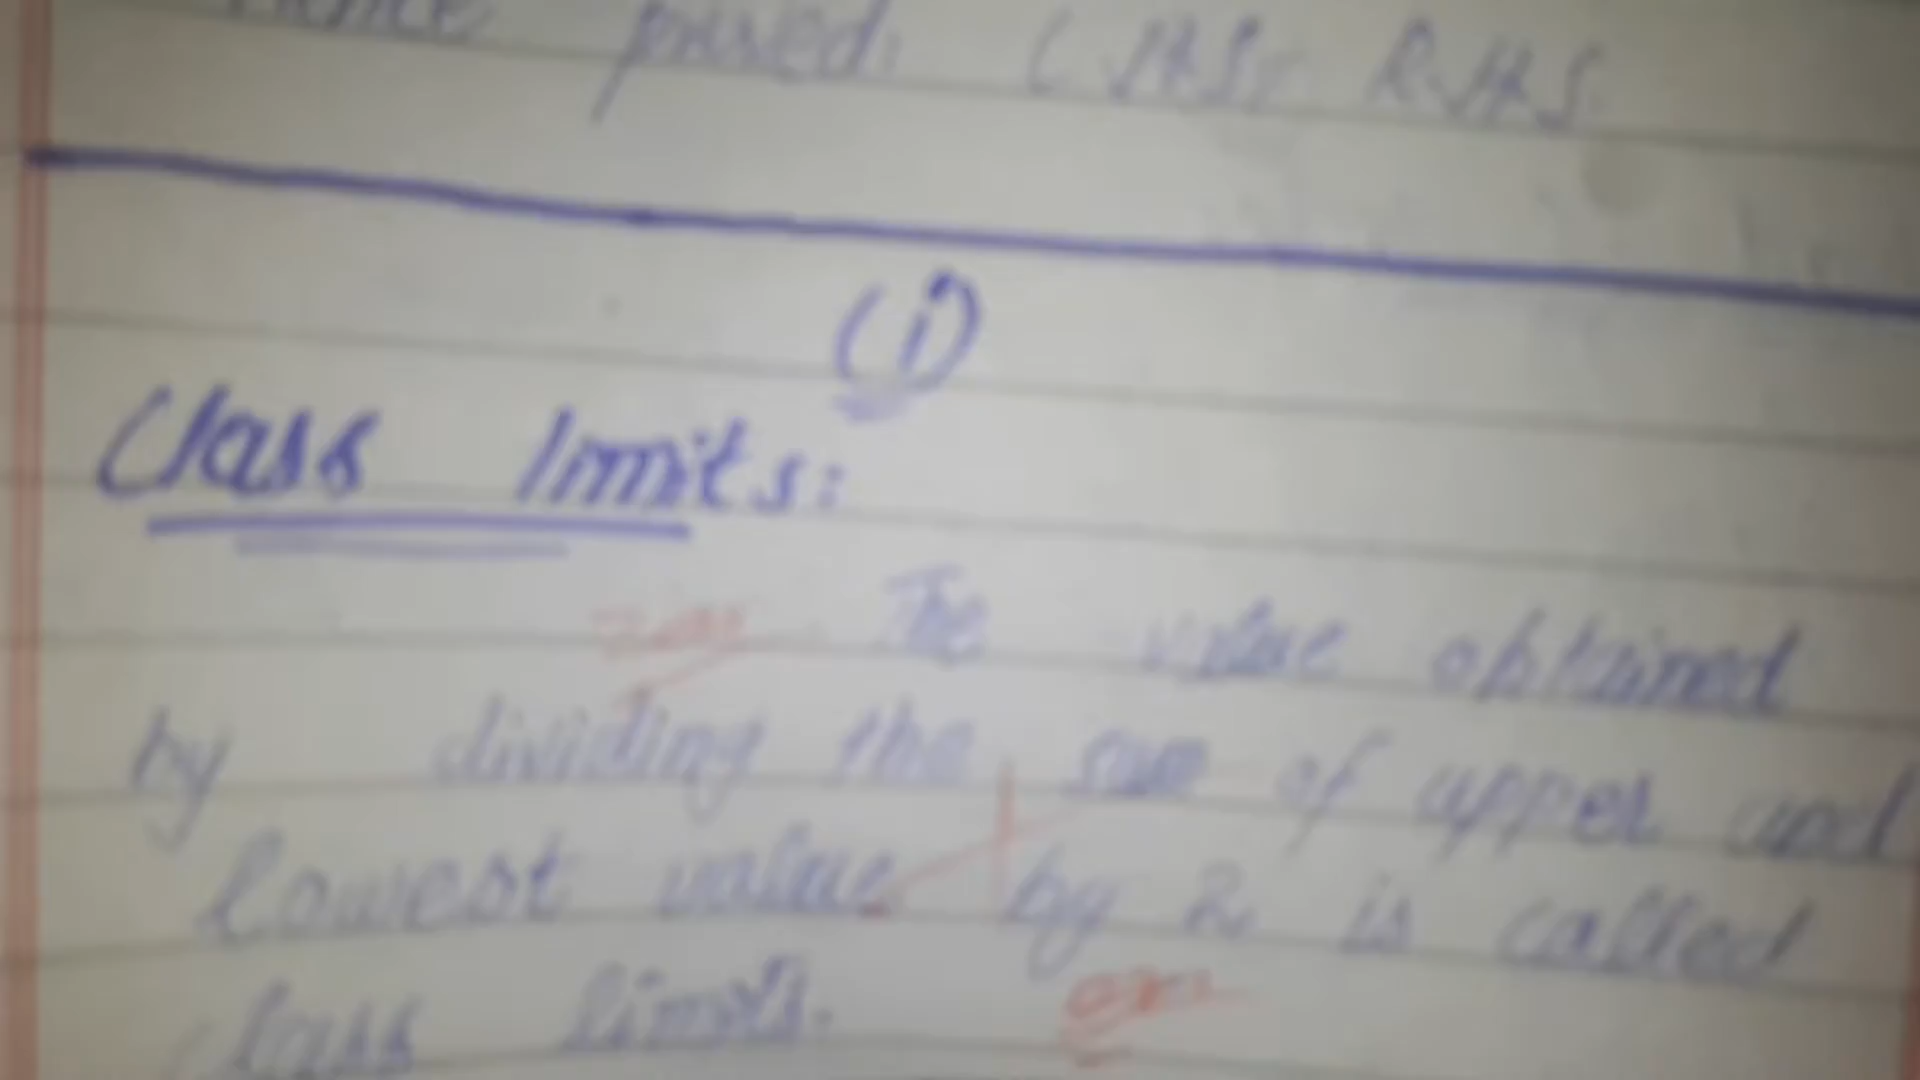 Hence proved. LHS, RHS.
(i)
Class limits:
The value obtained
by dividing the sum of upper and
lowest value by 2 is called
class limits.